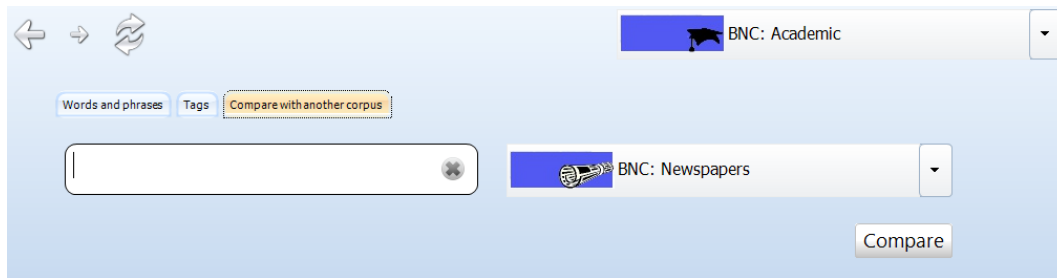 BNC: Academic
Words and phrases
Tags
Compare with another corpus
BNC: Newspapers
Compare